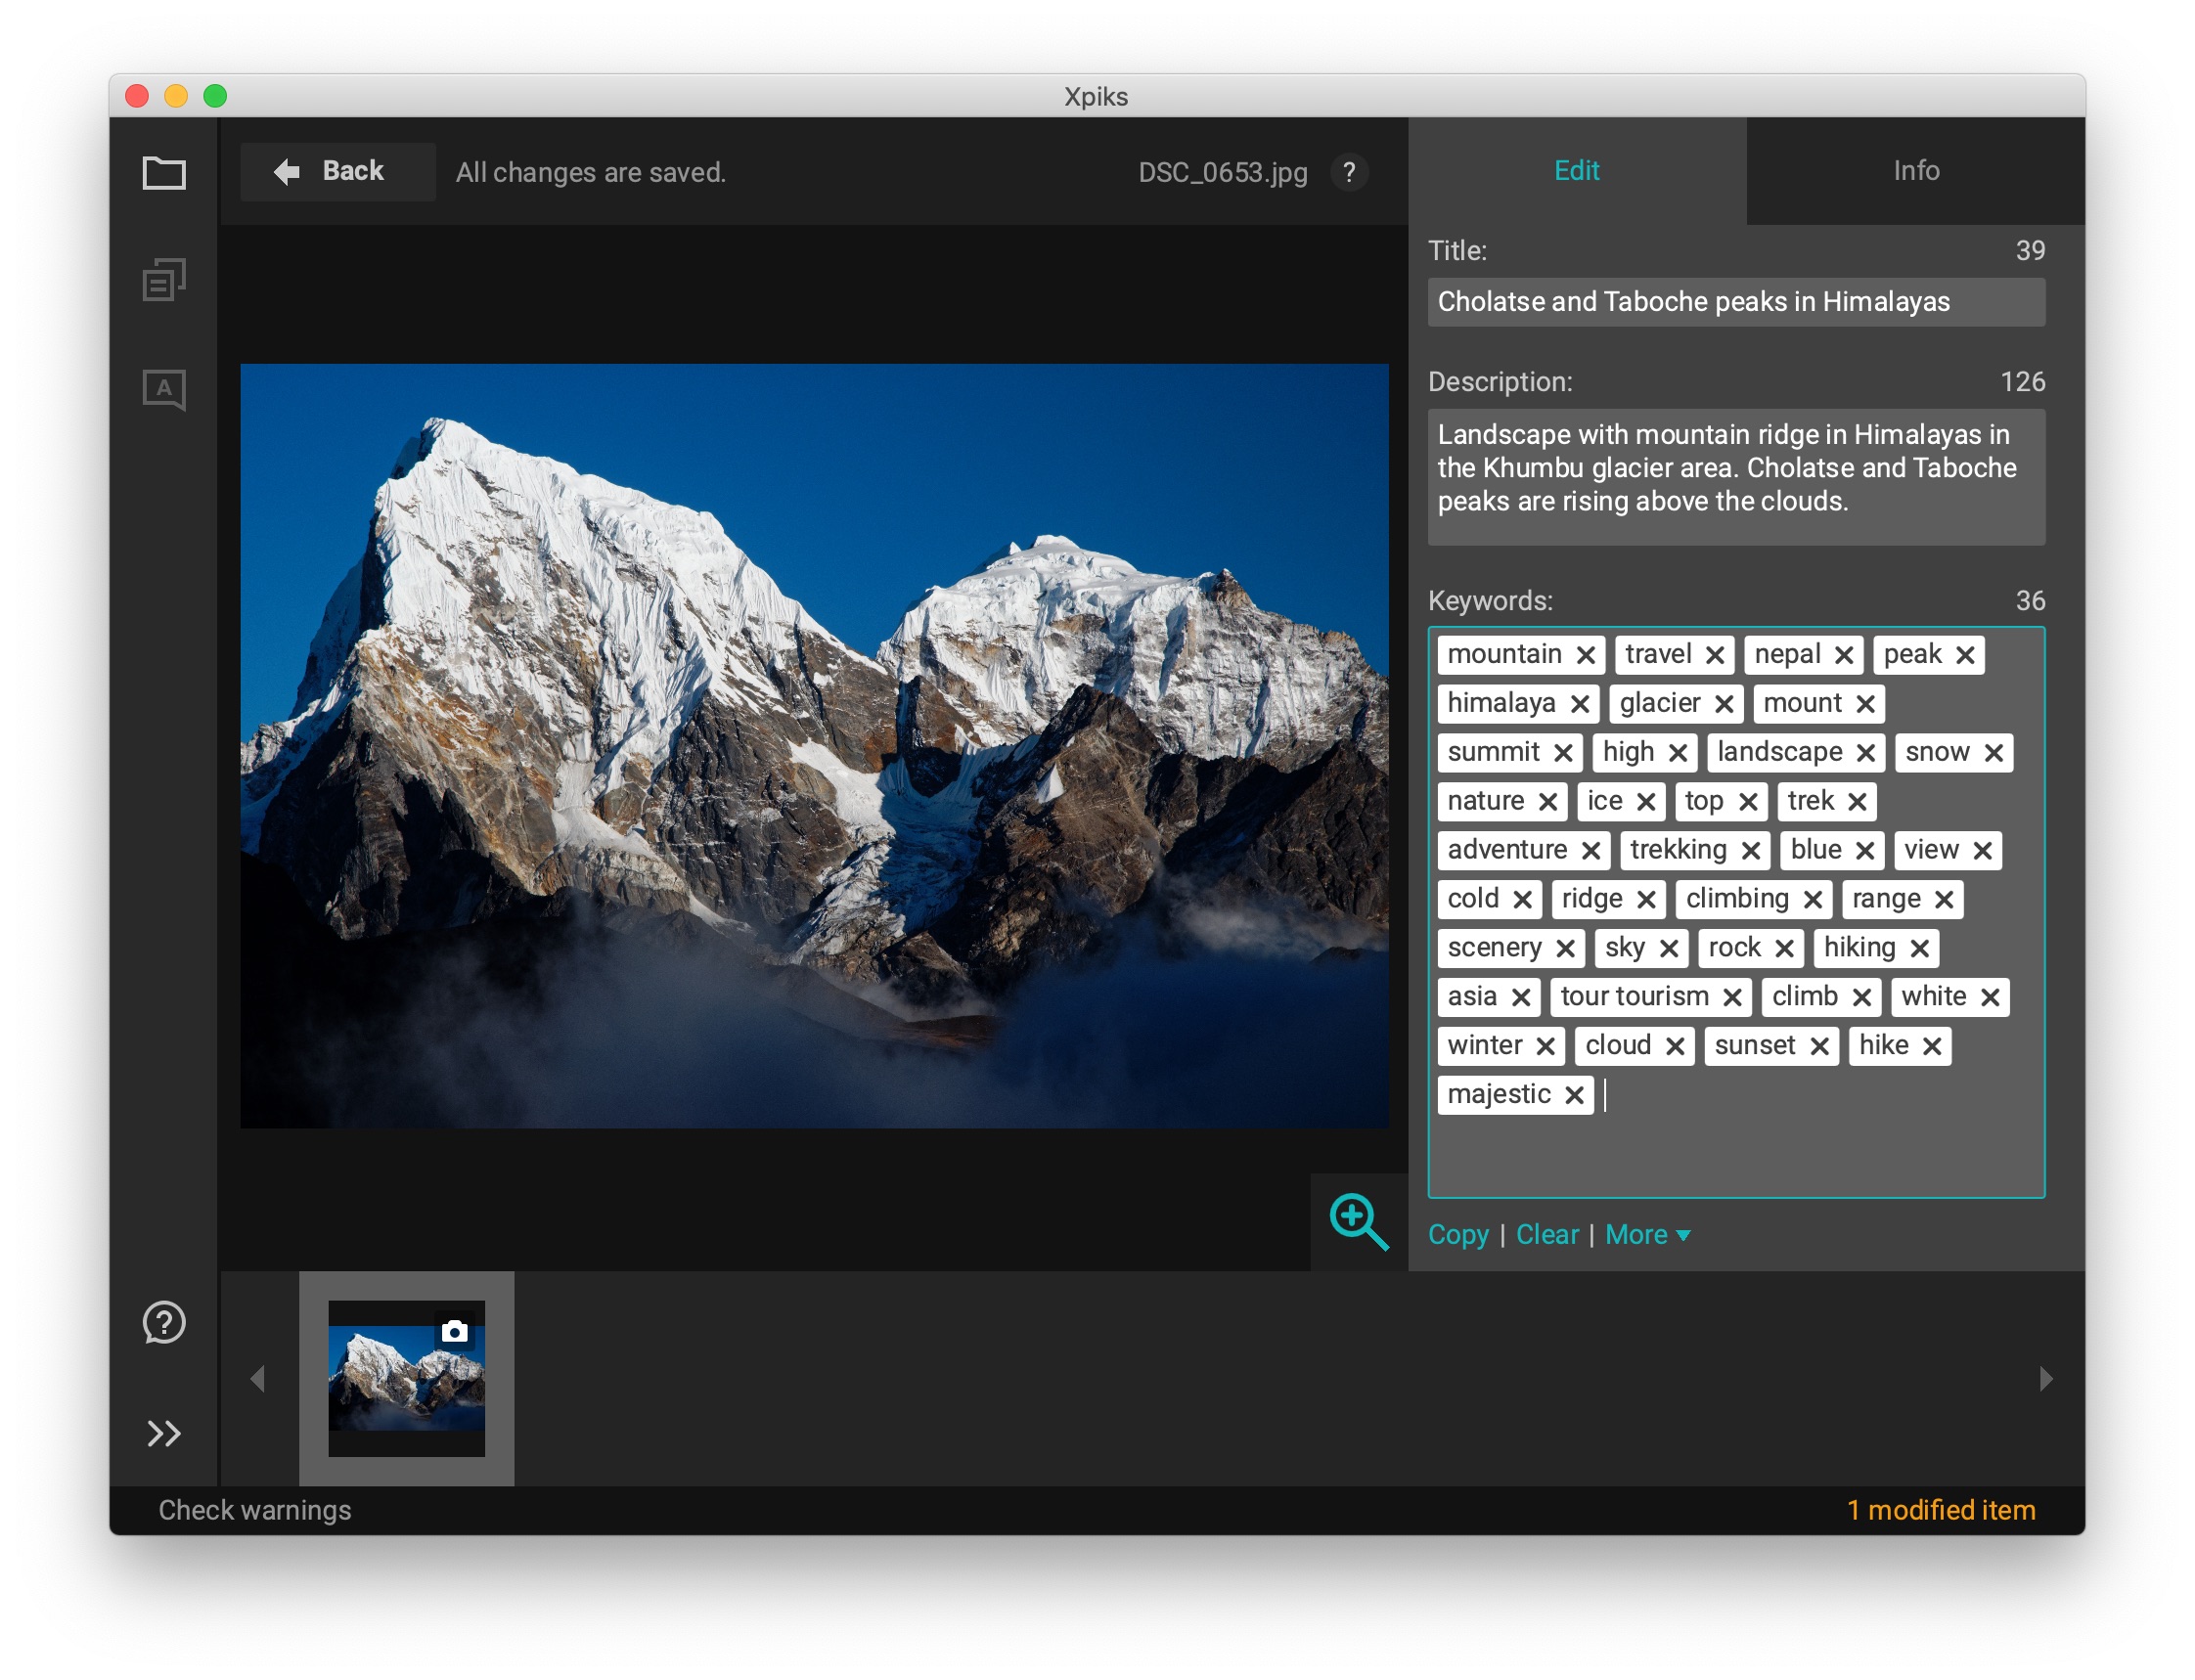 Xpiks
Back
All changes are saved.
DSC_0653.jpg
?
Edit
Info
Title:
39
Cholatse and Taboche peaks in Himalayas
Description:
126
Landscape with mountain ridge in Himalayas in
the Khumbu glacier area. Cholatse and Taboche
peaks are rising above the clouds.
Keywords:
36
mountain travel nepal peak
himalaya glacier mount
summit high landscape snow
nature ice top trek
adventure trekking blue view
cold ridge climbing range
scenery sky rock hiking
asia tour tourism climb white
winter cloud sunset hike
majestic
Copy | Clear | More
A
?
Check warnings
1 modified item